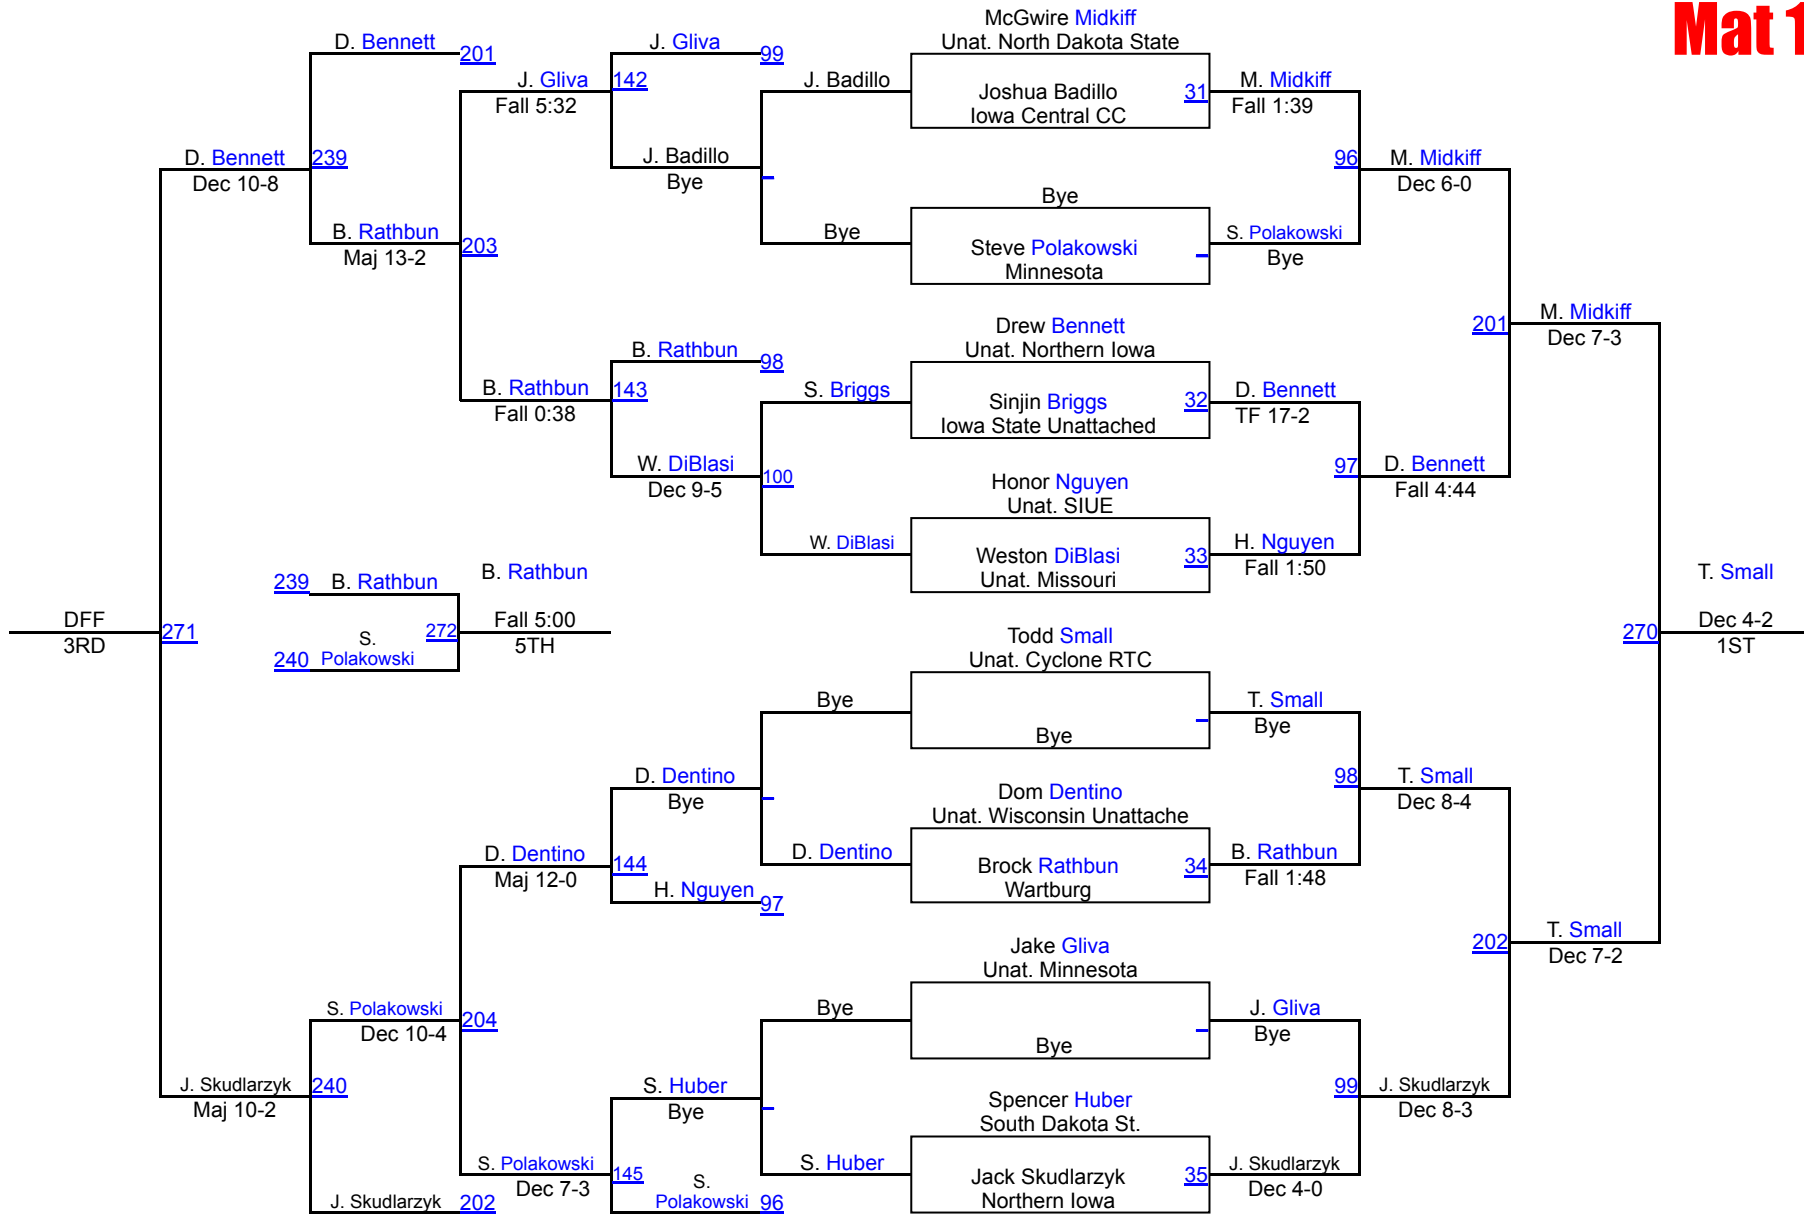 Mat 1
McGwire Midkiff
Unat. North Dakota State
Joshua Badillo
Iowa Central CC
31
Bye
Steve Polakowski
Minnesota
Drew Bennett
Unat. Northern Iowa
Sinjin Briggs
Iowa State Unattached
32
Honor Nguyen
Unat. SIUE
Weston DiBlasi
Unat. Missouri
33
Todd Small
Unat. Cyclone RTC
Bye
Dom Dentino
Unat. Wisconsin Unattache
Brock Rathbun
Wartburg
34
Jake Gliva
Unat. Minnesota
Bye
Spencer Huber
South Dakota St.
Jack Skudlarzyk
Northern Iowa
35
M. Midkiff
Fall 1:39
96
S. Polakowski
Bye
D. Bennett
TF 17-2
97
H. Nguyen
Fall 1:50
T. Small
Bye
98
B. Rathbun
Fall 1:48
J. Gliva
Bye
99
J. Skudlarzyk
Dec 4-0
M. Midkiff
Dec 6-0
201
D. Bennett
Fall 4:44
T. Small
Dec 8-4
202
J. Skudlarzyk
Dec 8-3
M. Midkiff
Dec 7-3
270
T. Small
Dec 7-2
T. Small
Dec 4-2
1ST
J. Badillo
Bye
S. Briggs
100
W. DiBlasi
Bye
D. Dentino
Bye
S. Huber
J. Gliva
99
142
J. Badillo
Bye
B. Rathbun
98
143
W. DiBlasi
Dec 9-5
D. Dentino
Bye
144
H. Nguyen
97
S. Huber
Bye
145
S.
Polakowski
96
J. Gliva
Fall 5:32
203
B. Rathbun
Fall 0:38
D. Dentino
Maj 12-0
204
S. Polakowski
Dec 7-3
D. Bennett
201
239
B. Rathbun
Maj 13-2
S. Polakowski
Dec 10-4
240
J. Skudlarzyk
202
D. Bennett
Dec 10-8
271
J. Skudlarzyk
Maj 10-2
DFF
3RD
239
B. Rathbun
272
240
S.
Polakowski
B. Rathbun
Fall 5:00
5TH